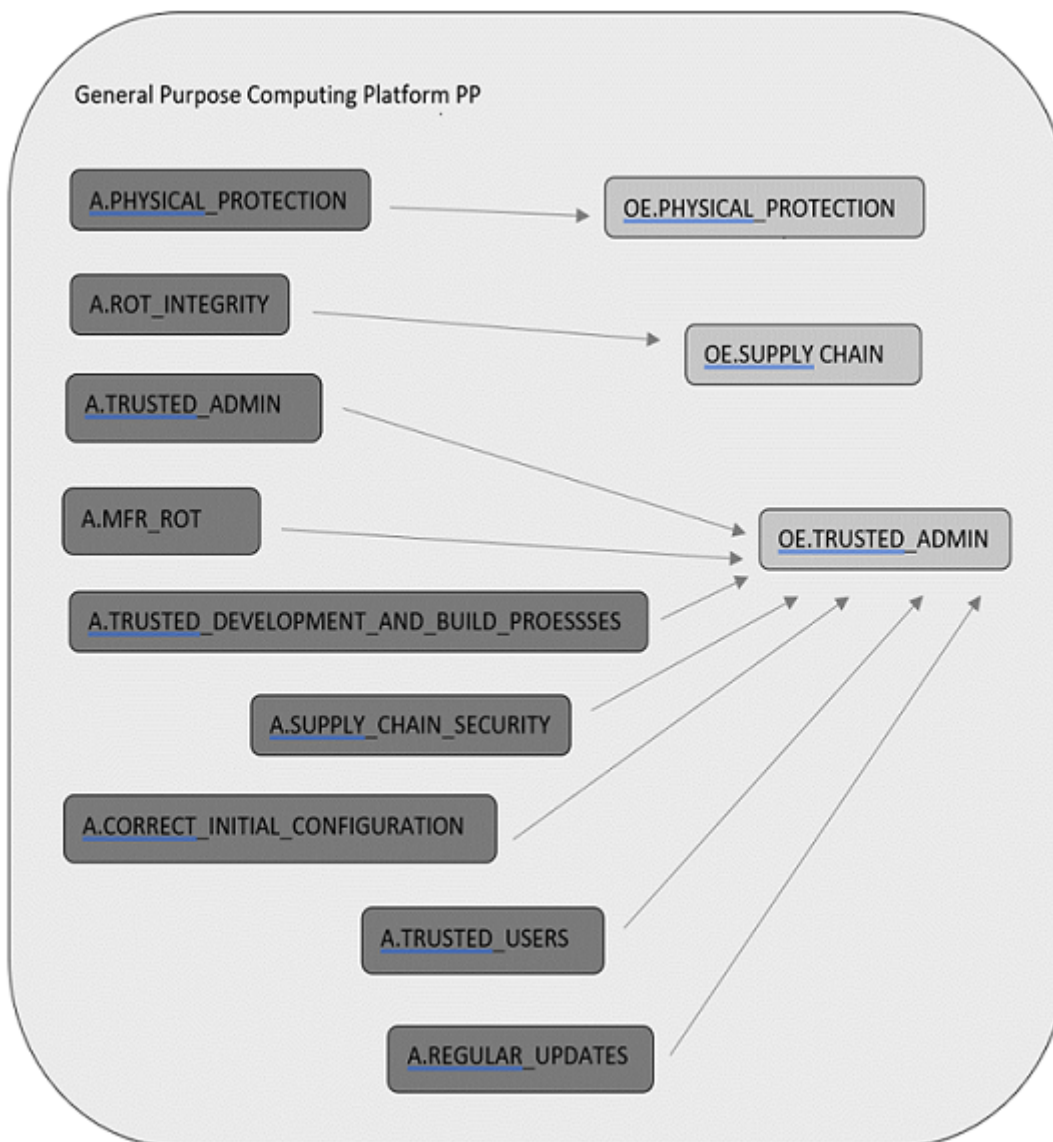 General Purpose Computing Platform PP
A.PHYSICAL_PROTECTION
OE.PHYSICAL_PROTECTION
A.ROT_INTEGRITY
OE.SUPPLY CHAIN
A.TRUSTED_ADMIN
A.MFR_ROT
OE.TRUSTED_ADMIN
A.TRUSTED_DEVELOPMENT_AND_BUILD_PROESSSES
A.SUPPLY_CHAIN_SECURITY
A.CORRECT_INITIAL_CONFIGURATION
A.TRUSTED_USERS
A.REGULAR_UPDATES